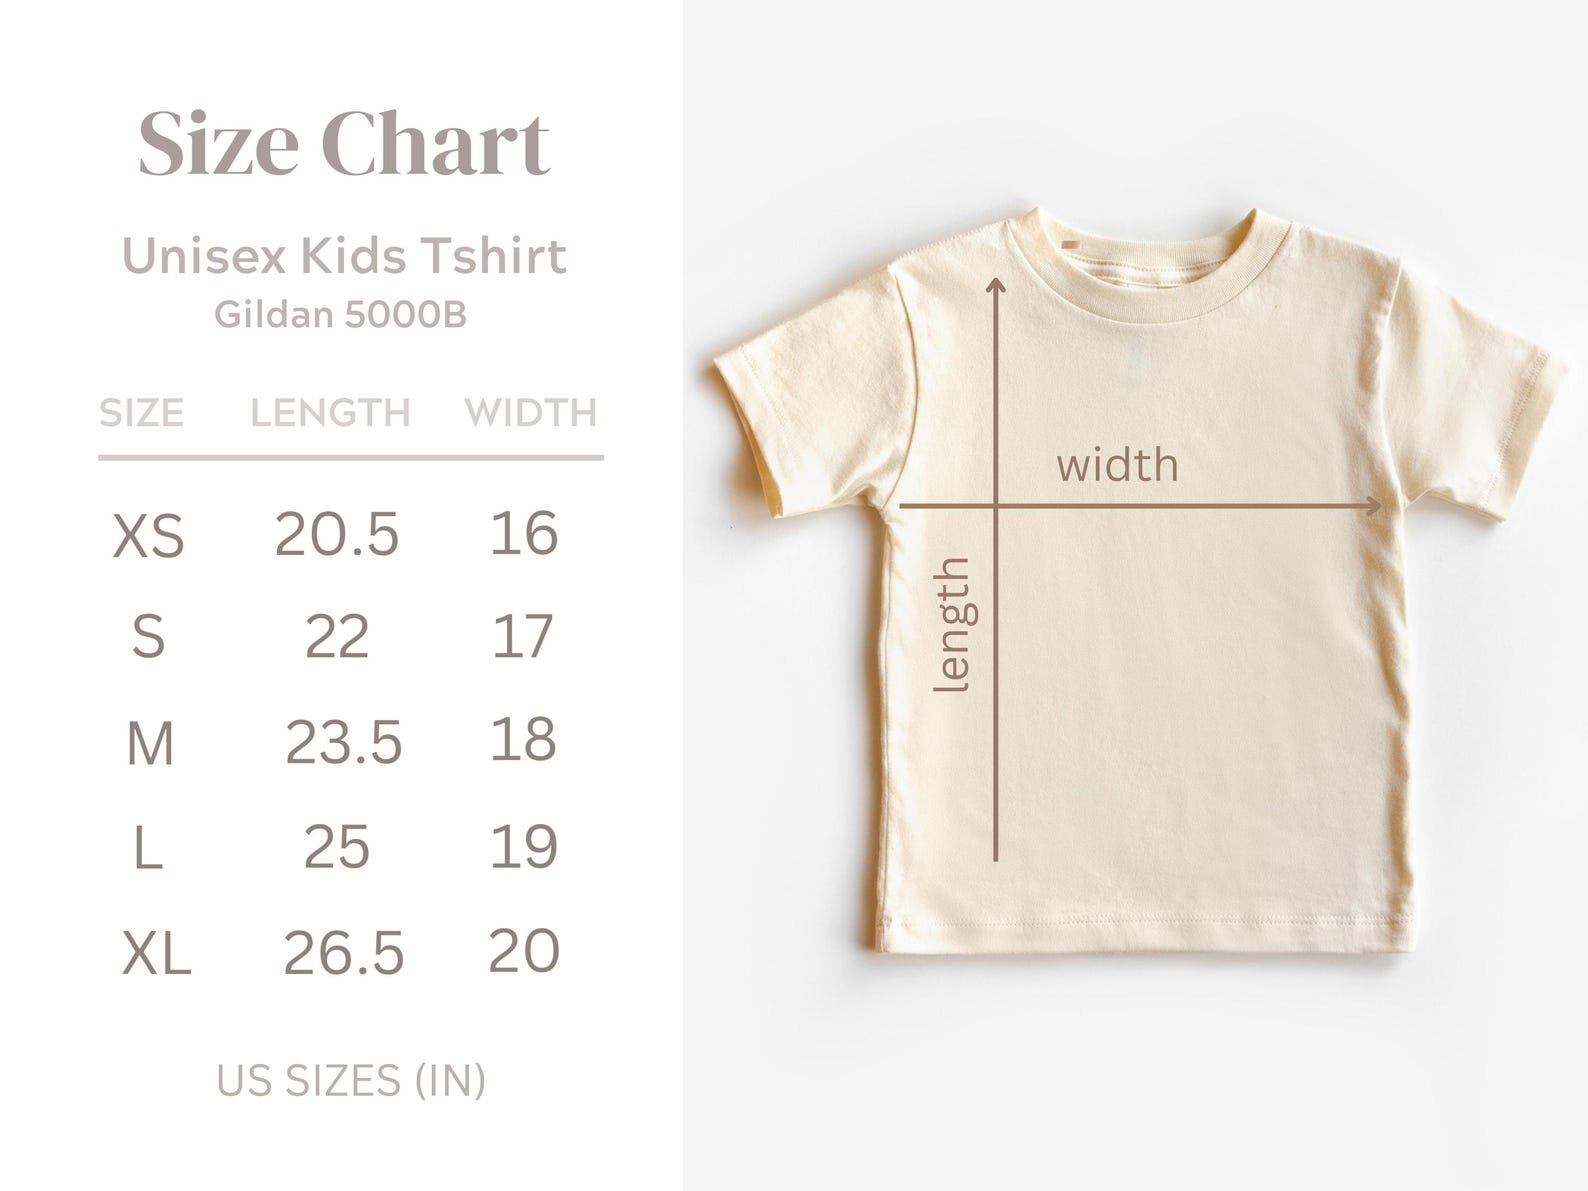 Size Chart
Unisex Kids Tshirt
Gildan 5000B
SIZE LENGTH WIDTH
XS 20.5 16
S 22 17
M 23.5 18
L 25 19
XL 26.5 20
US SIZES (IN)
width
length